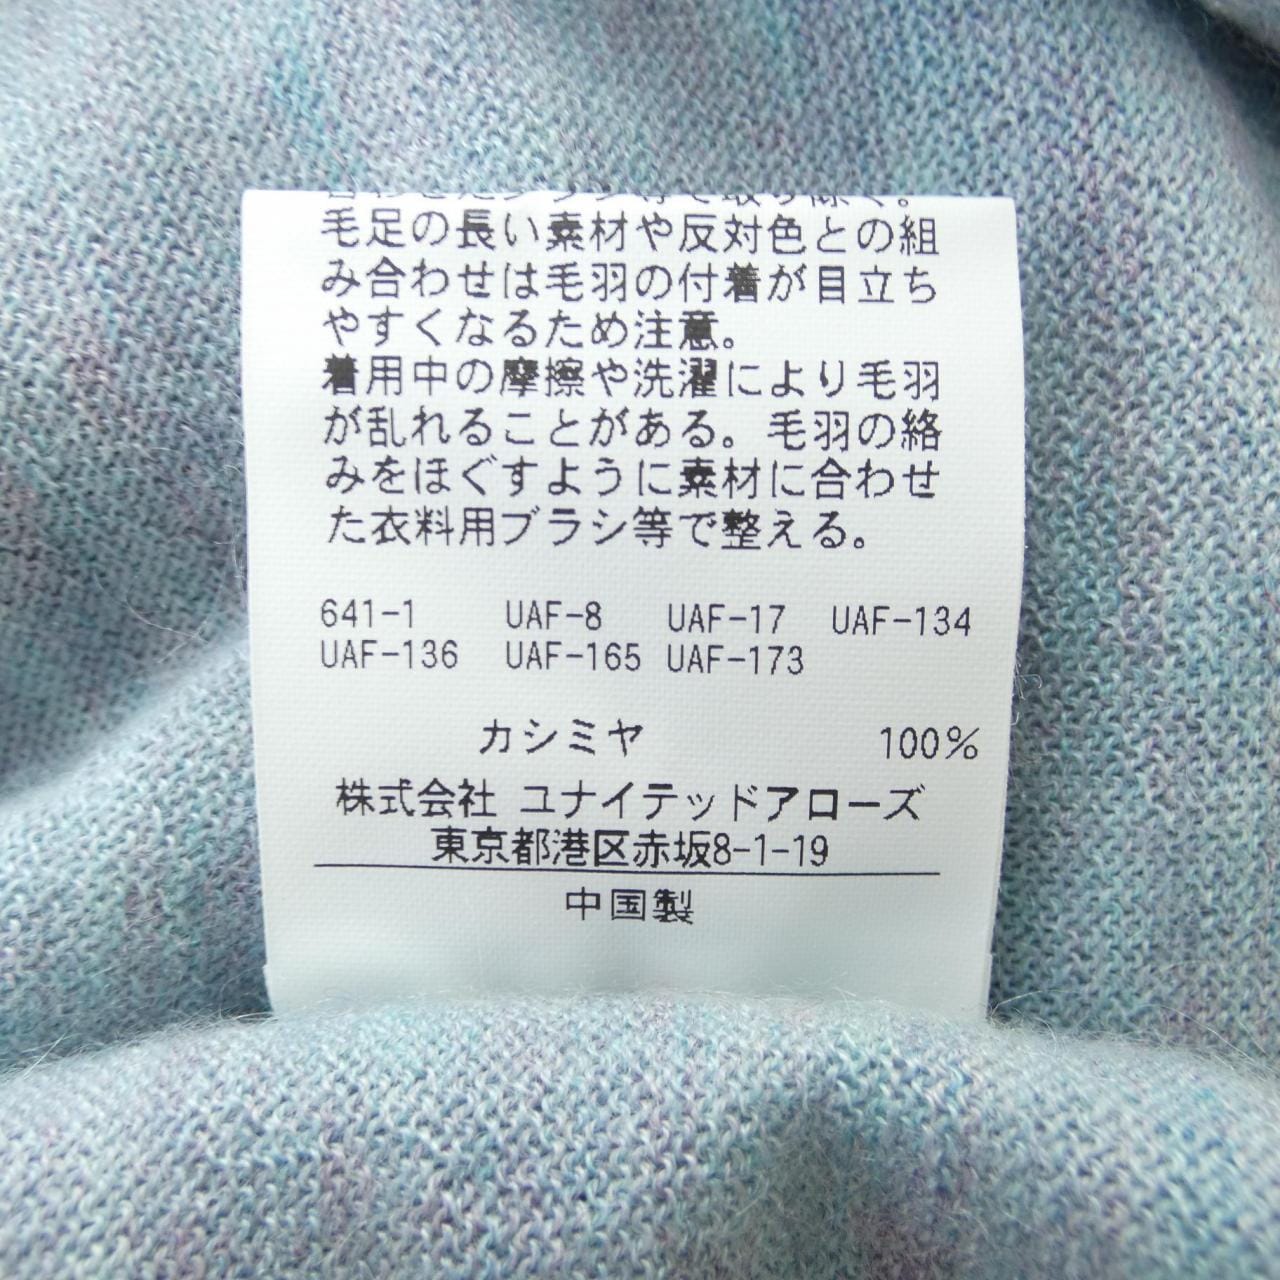 毛足の長い素材や反対色との組
み合わせは毛羽の付着が目立ち
やすくなるため注意。
着用中の摩擦や洗濯により毛羽
が乱れることがある。毛羽の絡
みをほぐすように素材に合わせ
た衣料用ブラシ等で整える。
641-1 UAF-8 UAF-17 UAF-134
UAF-136 UAF-165 UAF-173
カシミヤ 100%
株式会社 ユナイテッドアローズ
東京都港区赤坂8-1-19
中国製